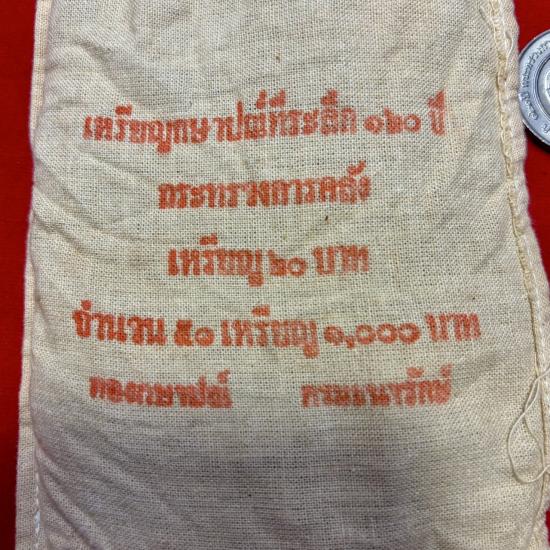 เหรียญกษาปณ์ที่ระลึก ๑๒๐ ปี
กระทรวงการคลัง
เหรียญ ๒๐ บาท
จำนวน ๕๐ เหรียญ ๑,๐๐๐ บาท
กองกษาปณ์ กรมธนารักษ์